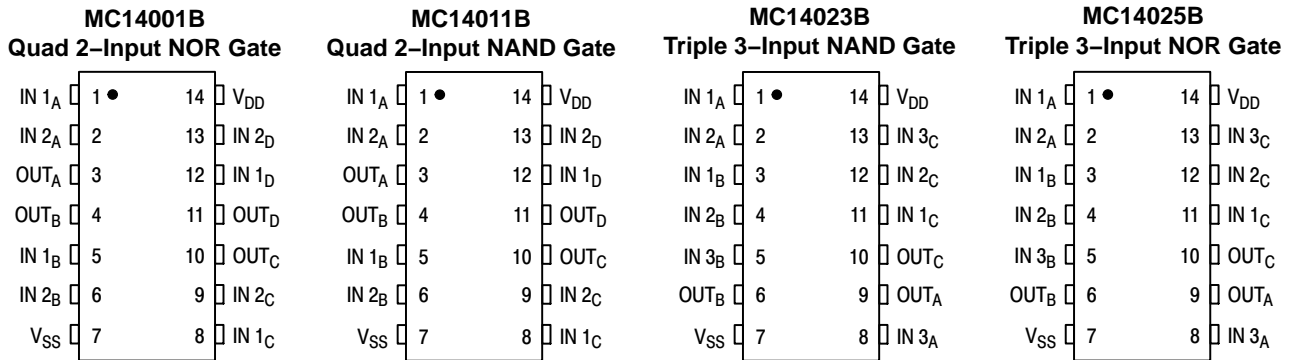 MC14001B
Quad 2–Input NOR Gate
IN 1A 1 14 VDD
IN 2A 2 13 IN 2D
OUTA 3 12 IN 1D
OUTB 4 11 OUTD
IN 1B 5 10 OUTC
IN 2B 6 9 IN 2C
VSS 7 8 IN 1C
MC14011B
Quad 2–Input NAND Gate
IN 1A 1 14 VDD
IN 2A 2 13 IN 2D
OUTA 3 12 IN 1D
OUTB 4 11 OUTD
IN 1B 5 10 OUTC
IN 2B 6 9 IN 2C
VSS 7 8 IN 1C
MC14023B
Triple 3–Input NAND Gate
IN 1A 1 14 VDD
IN 2A 2 13 IN 3C
IN 1B 3 12 IN 2C
IN 2B 4 11 IN 1C
IN 3B 5 10 OUTC
OUTB 6 9 OUTA
VSS 7 8 IN 3A
MC14025B
Triple 3–Input NOR Gate
IN 1A 1 14 VDD
IN 2A 2 13 IN 3C
IN 1B 3 12 IN 2C
IN 2B 4 11 IN 1C
IN 3B 5 10 OUTC
OUTB 6 9 OUTA
VSS 7 8 IN 3A